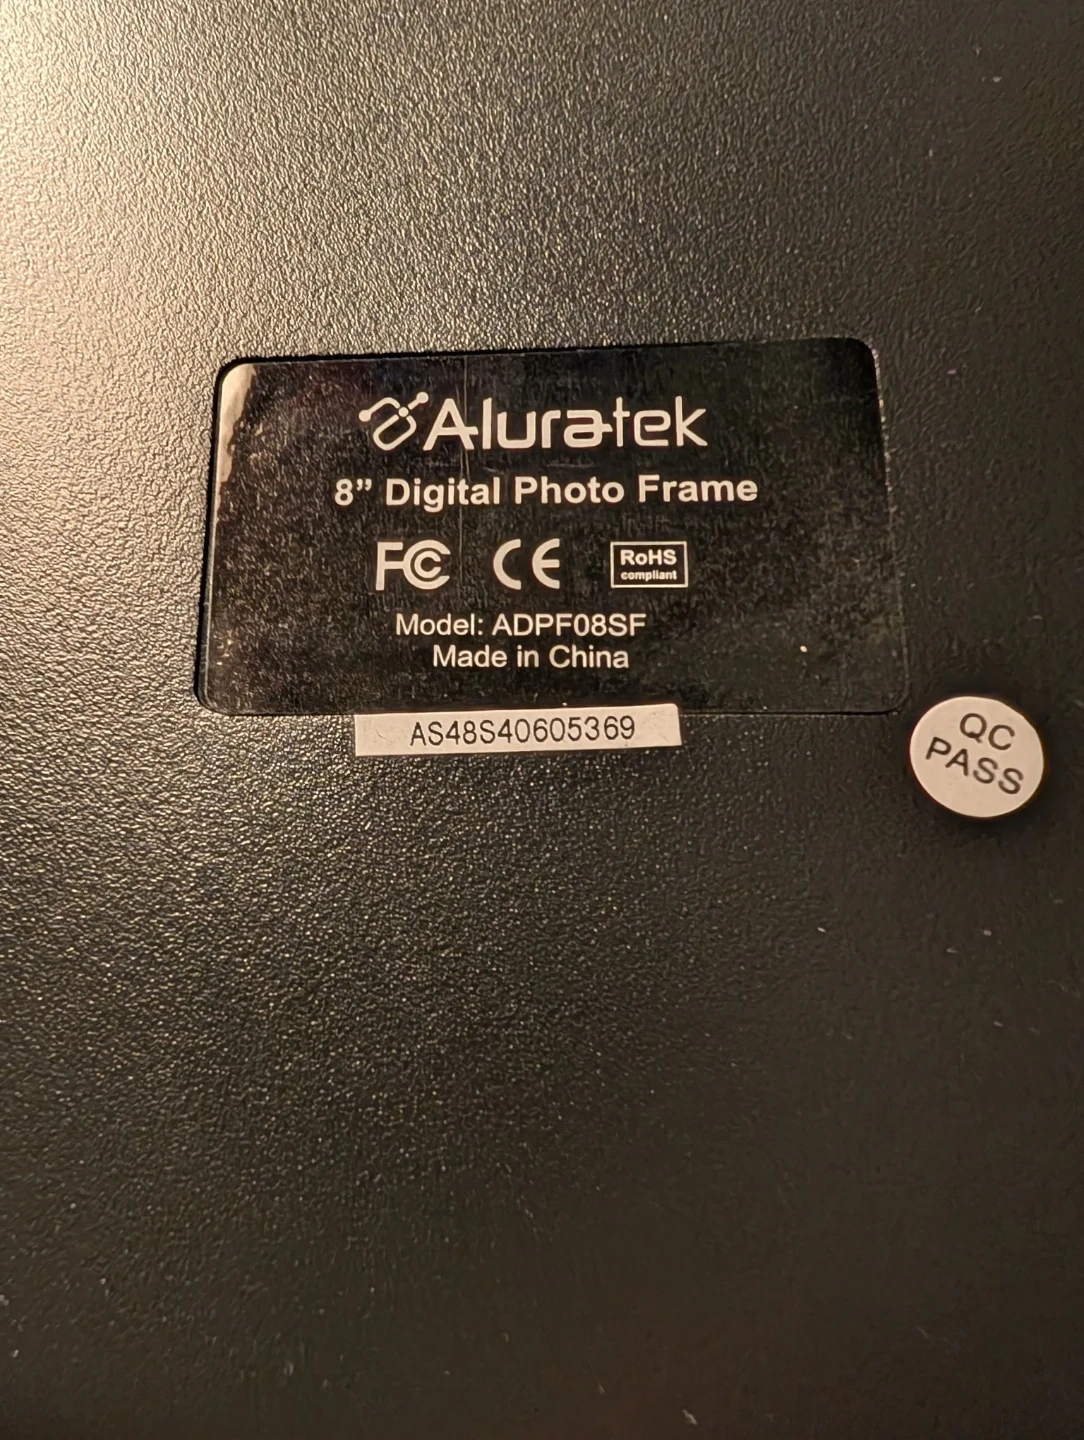 Aluratek
8” Digital Photo Frame
FC CE RoHS
compliant
Model: ADPF08SF
Made in China
AS48S40605369
QC
PASS